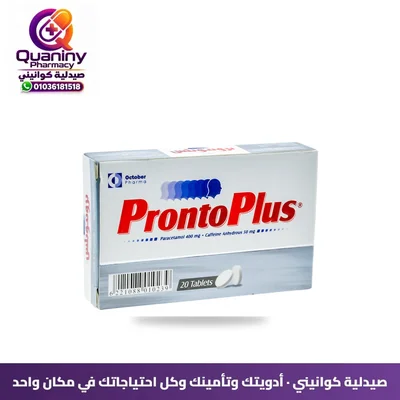 Quaniny
Pharmacy
صيدلية كوانيني
01036181518
October
Pharma
ProntoPlus®
Paracetamol 400 mg - Caffeine Anhydrous 50 mg
20 Tablets
6221088010219
صيدلية كوانيني - أدويتك وتأمينك وكل احتياجاتك في مكان واحد